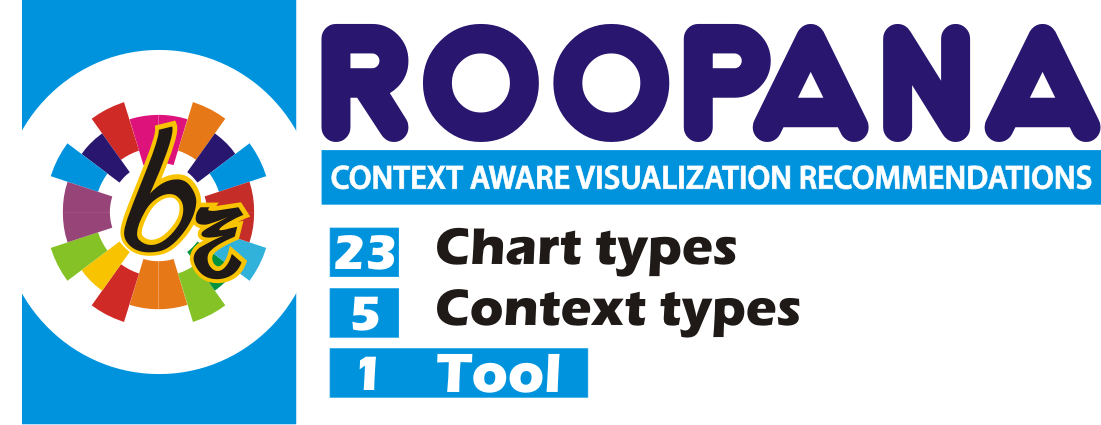 ROOPANA
CONTEXT AWARE VISUALIZATION RECOMMENDATIONS
23 Chart types
5 Context types
1 Tool